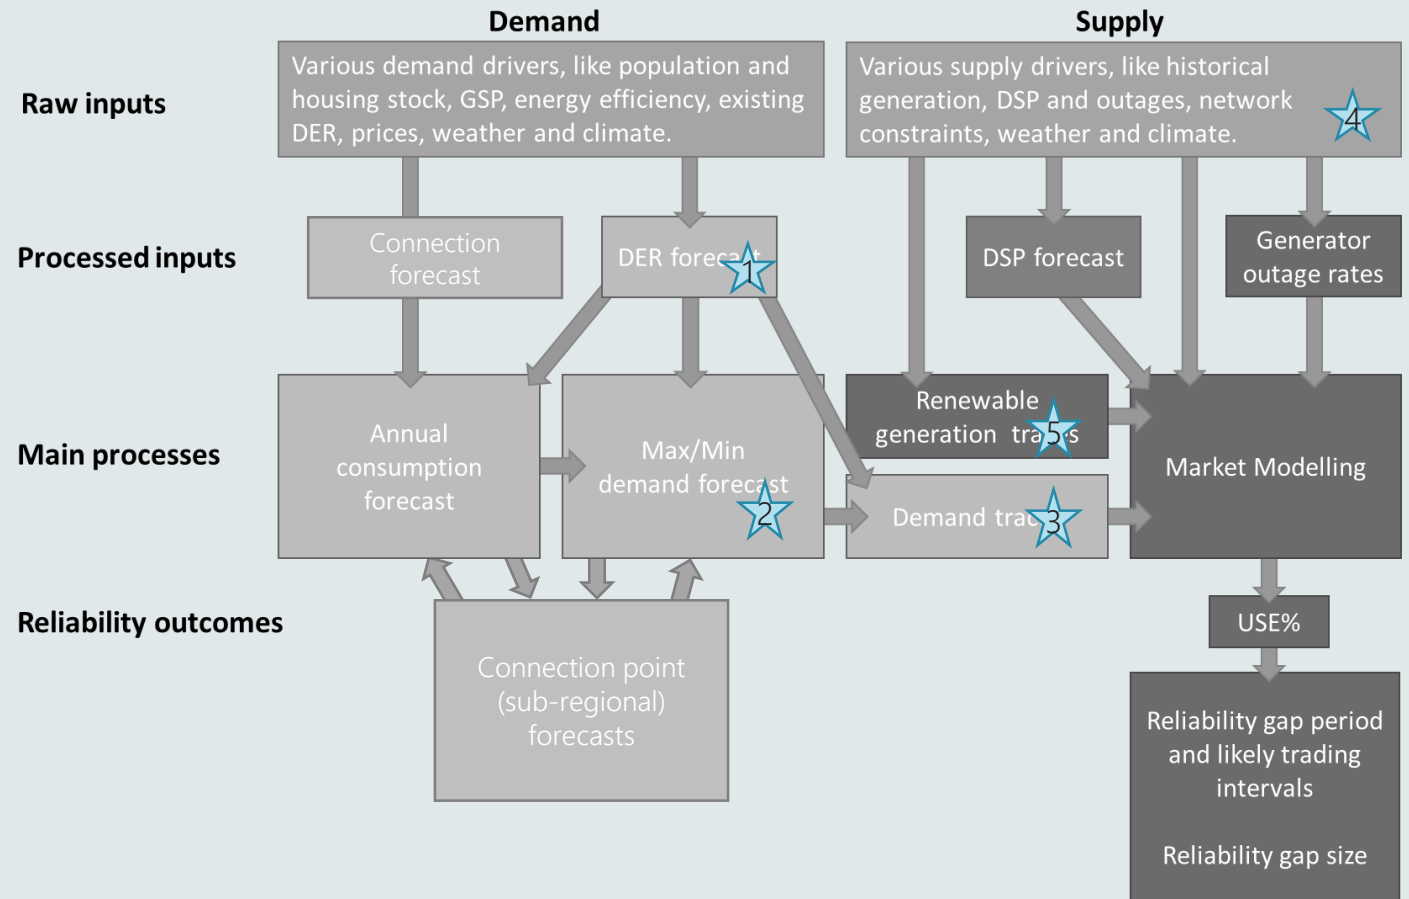 Demand
Supply
Raw inputs
Various demand drivers, like population and
housing stock, GSP, energy efficiency, existing
DER, prices, weather and climate.
Various supply drivers, like historical
generation, DSP and outages, network
constraints, weather and climate.
4
Processed inputs
Connection
forecast
DER forecast
1
DSP forecast
Generator
outage rates
Main processes
Annual
consumption
forecast
Max/Min
demand forecast
2
Renewable
generation traces
5
Demand traces
3
Market Modelling
Reliability outcomes
Connection point
(sub-regional)
forecasts
USE%
Reliability gap period
and likely trading
intervals
Reliability gap size